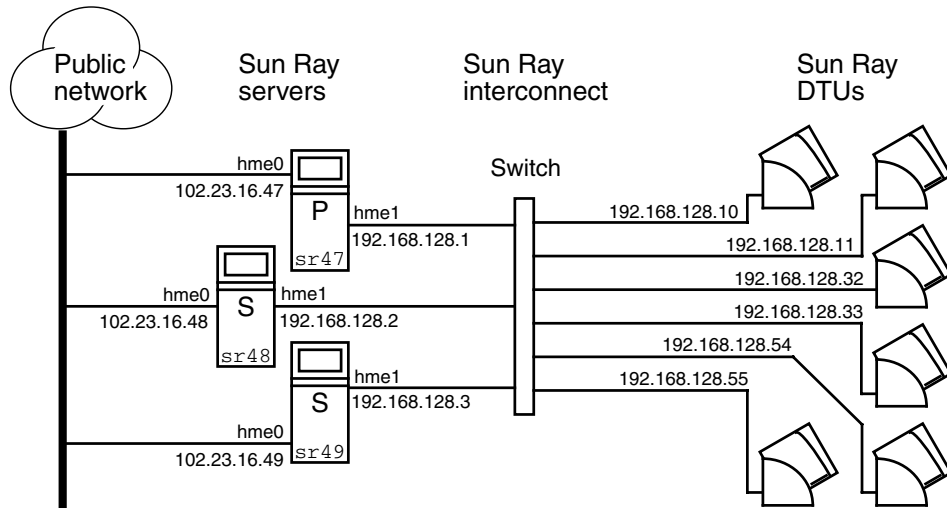 Public
network
Sun Ray
servers
Sun Ray
interconnect
Sun Ray
DTUs
hme0
102.23.16.47
P
sr47
hme1
192.168.128.1
Switch
192.168.128.10
192.168.128.11
192.168.128.32
192.168.128.33
192.168.128.54
192.168.128.55
hme0
102.23.16.48
S
sr48
hme1
192.168.128.2
S
sr49
hme1
192.168.128.3
hme0
102.23.16.49